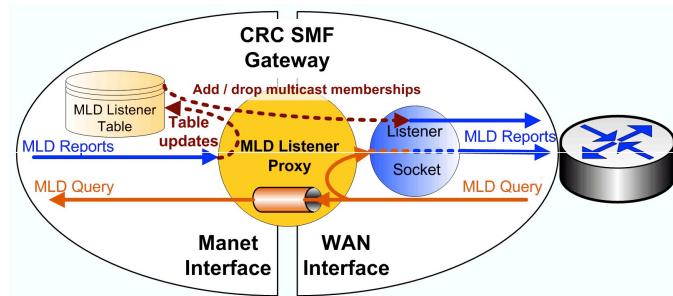 CRC SMF
Gateway
Add / drop multicast memberships
MLD Listener
Table
Table
updates
MLD Reports
MLD Listener
Proxy
Listener
Socket
MLD Reports
MLD Query
MLD Query
Manet
Interface
WAN
Interface